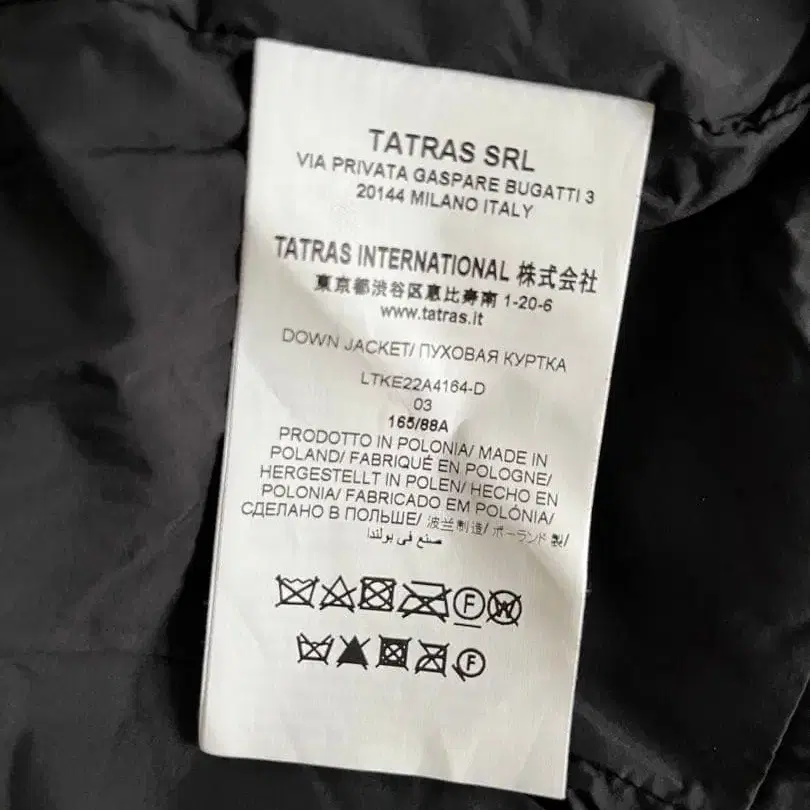 TATRAS SRL
VIA PRIVATA GASPARE BUGATTI 3
20144 MILANO ITALY
TATRAS INTERNATIONAL 株式会社
東京都渋谷区恵比寿南 1-20-6
www.tatras.it
DOWN JACKET/ ПУХОВАЯ КУРТКА
LTKE22A4164-D
03
165/88A
PRODOTTO IN POLONIA/ MADE IN
POLAND/ FABRIQUÉ EN POLOGNE/
HERGESTELLT IN POLEN/ HECHO EN
POLONIA/ FABRICADO EM POLÓNIA/
СДЕЛАНО В ПОЛЬШЕ/ 波兰制造/ ポーランド製/
صنع في بولندا
F W
F